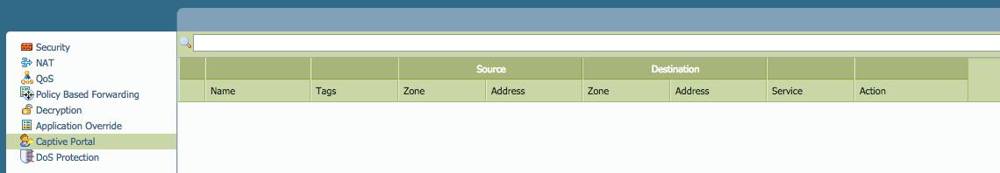 Security
NAT
QoS
Policy Based Forwarding
Decryption
Application Override
Captive Portal
DoS Protection
Source Destination
Name Tags Zone Address Zone Address Service Action